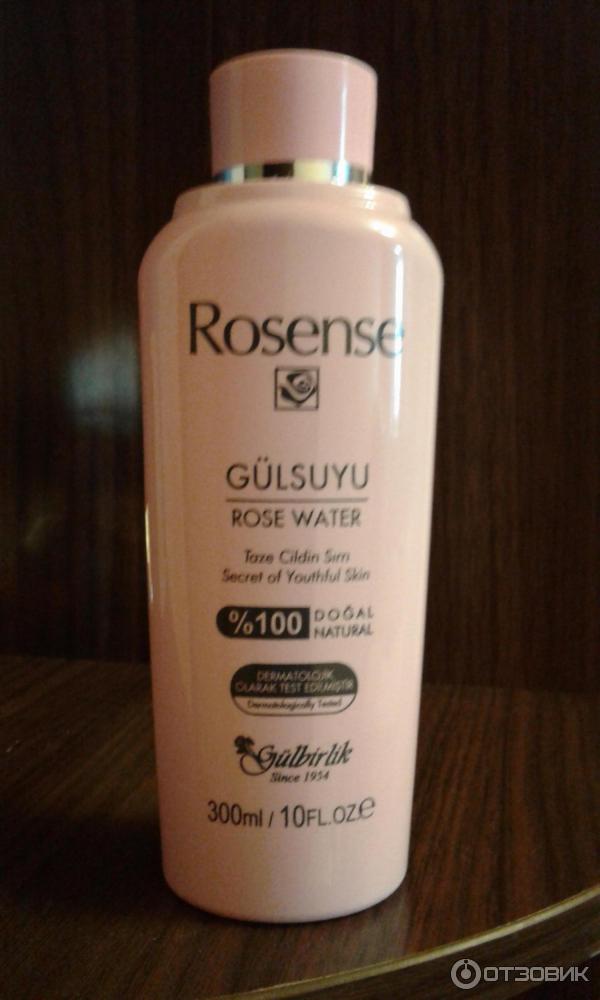 Rosense
GÜLSUYU
ROSE WATER
Taze Cildin Sırrı
Secret of Youthful Skin
%100 DOĞAL
NATURAL
DERMATOLOJİK
OLARAK TEST EDİLMİŞTİR
Dermatologically Tested
Gülbirlik
Since 1954
300ml / 10FL.OZ.℮
ОТЗОВИК